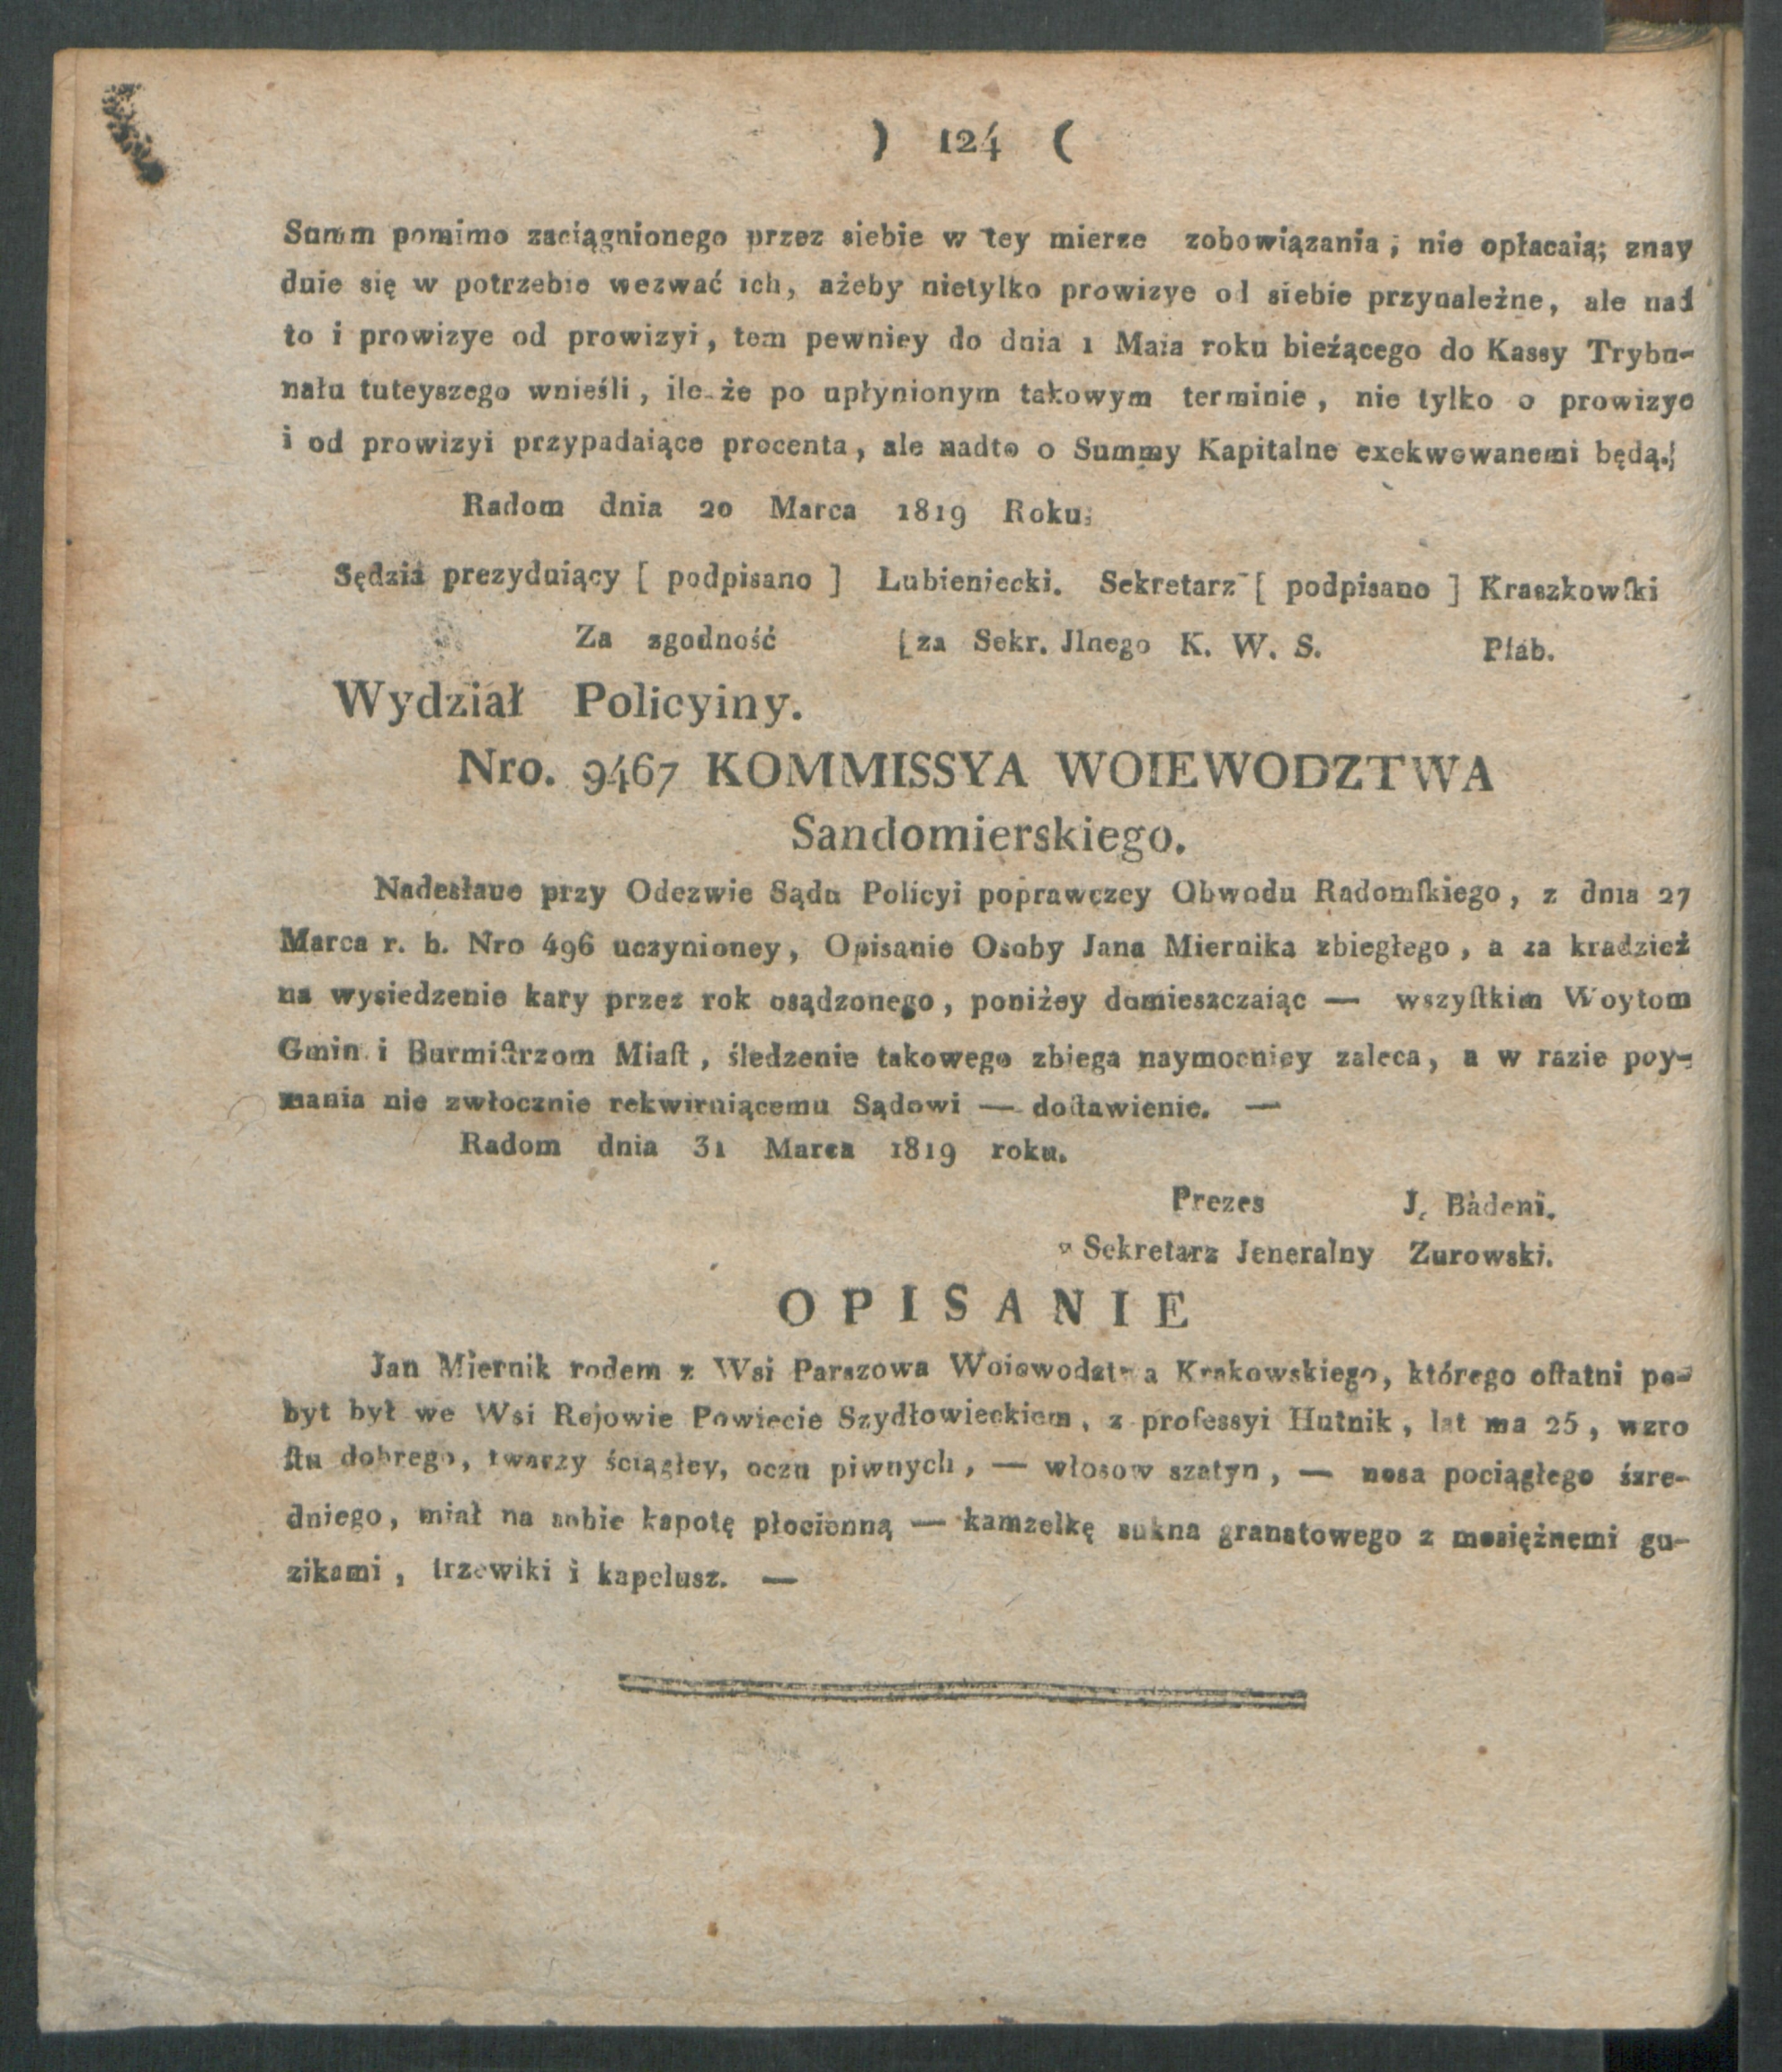 ) 124 (
Summ pomimo zaciągnionego przez siebie w tey mierze zobowiązania, nie opłacaią; znay
duie się w potrzebie wezwać ich, ażeby nietylko prowizye od siebie przynależne, ale nad
to i prowizye od prowizyi, tem pewniey do dnia 1 Maia roku bieżącego do Kassy Trybu-
nału tuteyszego wnieśli, ile że po upłynionym takowym terminie, nie tylko o prowizye
i od prowizyi przypadaiące procenta, ale nadto o Summy Kapitalne exekwowanemi będą.
Radom dnia 20 Marca 1819 Roku;
Sędzia prezyduiący [ podpisano ] Łubieniecki. Sekretarz [ podpisano ] Kraszkowſki
Za zgodność [za Sekr. Jlnego K. W. S.
Wydział Policyiny.
Nro. 9467 KOMMISSYA WOIEWODZTWA
Sandomierskiego.
Nadesłane przy Odezwie Sądu Policyi poprawczey Obwodu Radomſkiego, z dnia 27
Marca r. b. Nro 496 uczynioney, Opisanie Osoby Jana Miernika zbiegłego, a za kradzież
na wysiedzenie kary przez rok osądzonego, poniżey domieszczaiąc — wszyſtkim Woytom
Gmin i Burmiſtrzom Miaſt, śledzenie takowego zbiega naymocniey zaleca, a w razie poy-
mania nie zwłocznie rekwiruiącemu Sądowi — doſtawienie. —
Radom dnia 31 Marca 1819 roku.
Prezes J. Badeni.
Sekretarz Jeneralny Zurowski.
OPISANIE
Jan Miernik rodem z Wsi Parszowa Woiewodztwa Krakowskiego, którego oſtatni po-
byt był we Wsi Rejowie Powiecie Szydłowieckiem, z professyi Hutnik, lat ma 25, wzro
ſtu dobrego, twarzy ściągłey, oczu piwnych, — włosow szatyn, — nosa pociągłego śzre-
dniego, miał na sobie kapotę płocienną — kamzelkę sukna granatowego z mosiężnemi gu-
zikami, trzewiki i kapelusz. —